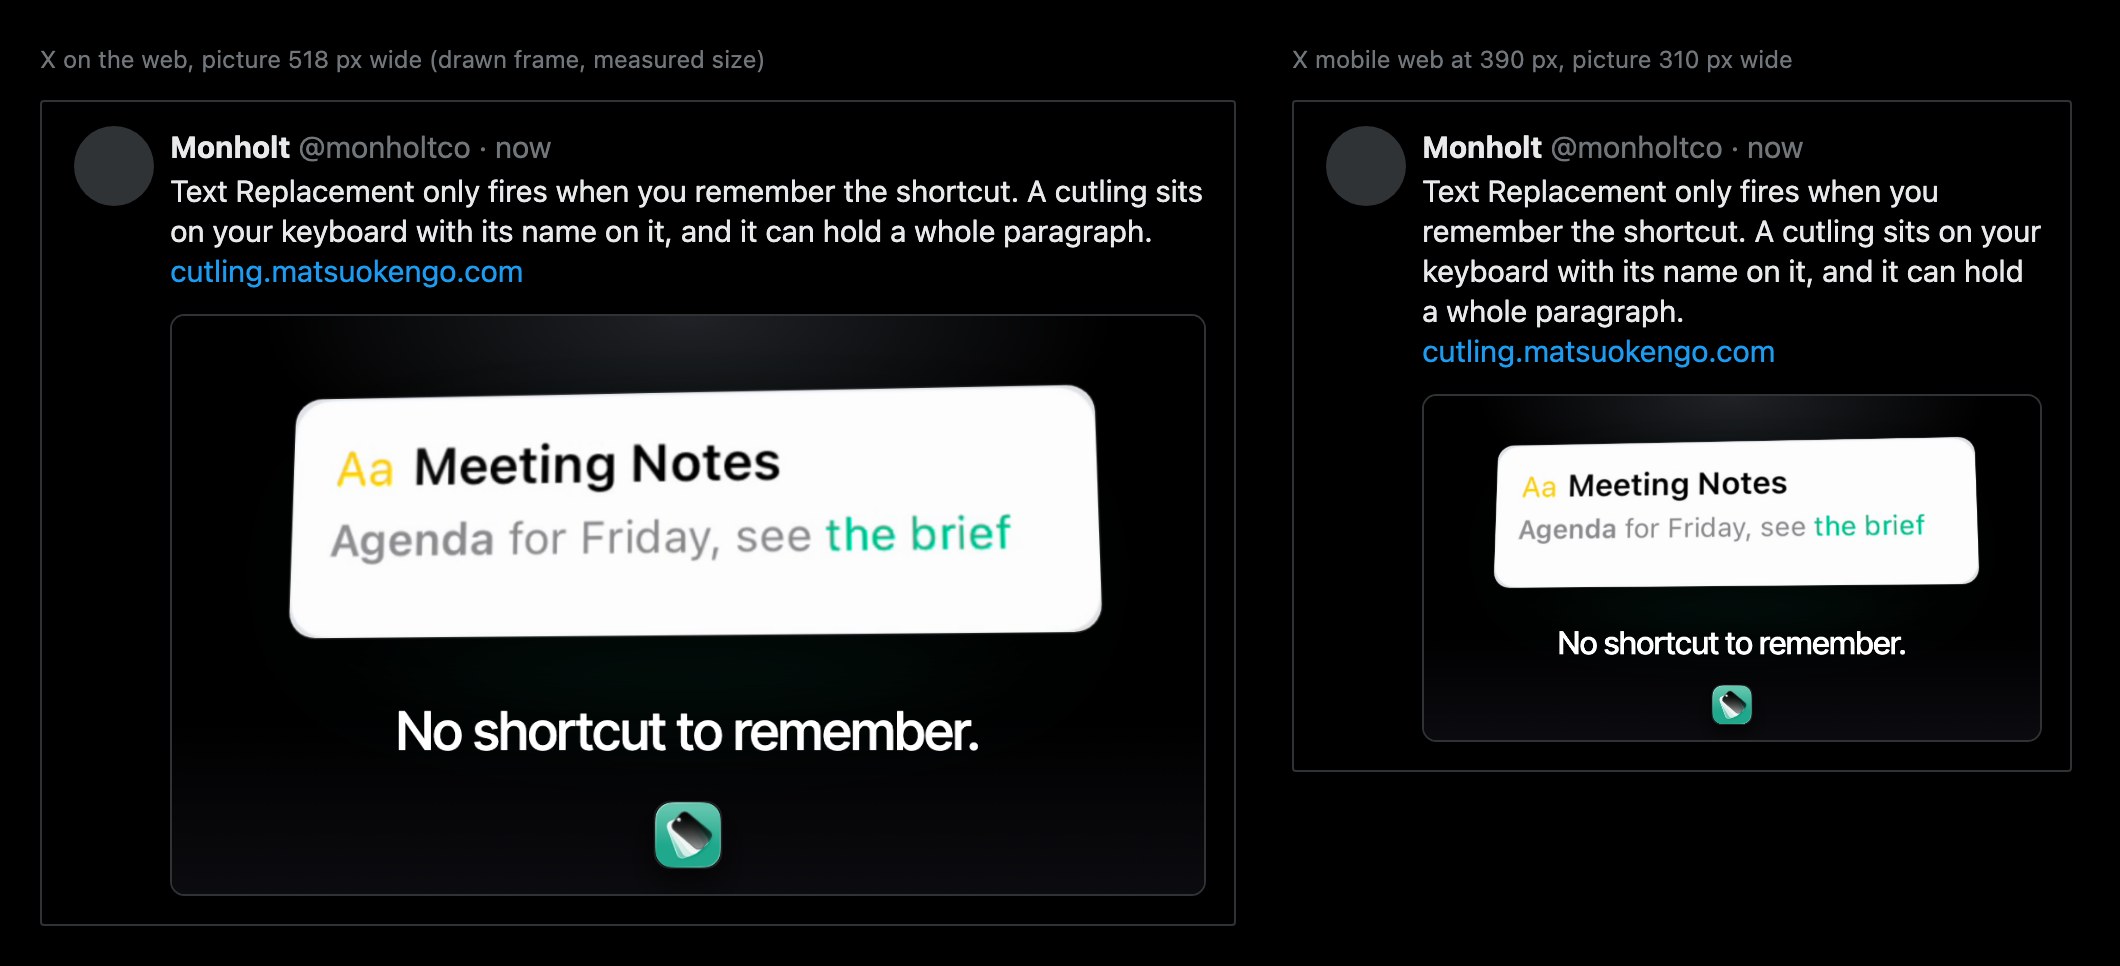 X on the web, picture 518 px wide (drawn frame, measured size)
Monholt @monholtco · now
Text Replacement only fires when you remember the shortcut. A cutling sits
on your keyboard with its name on it, and it can hold a whole paragraph.
cutling.matsuokengo.com
Aa Meeting Notes
Agenda for Friday, see the brief
No shortcut to remember.
X mobile web at 390 px, picture 310 px wide
Monholt @monholtco · now
Text Replacement only fires when you
remember the shortcut. A cutling sits on your
keyboard with its name on it, and it can hold
a whole paragraph.
cutling.matsuokengo.com
Aa Meeting Notes
Agenda for Friday, see the brief
No shortcut to remember.